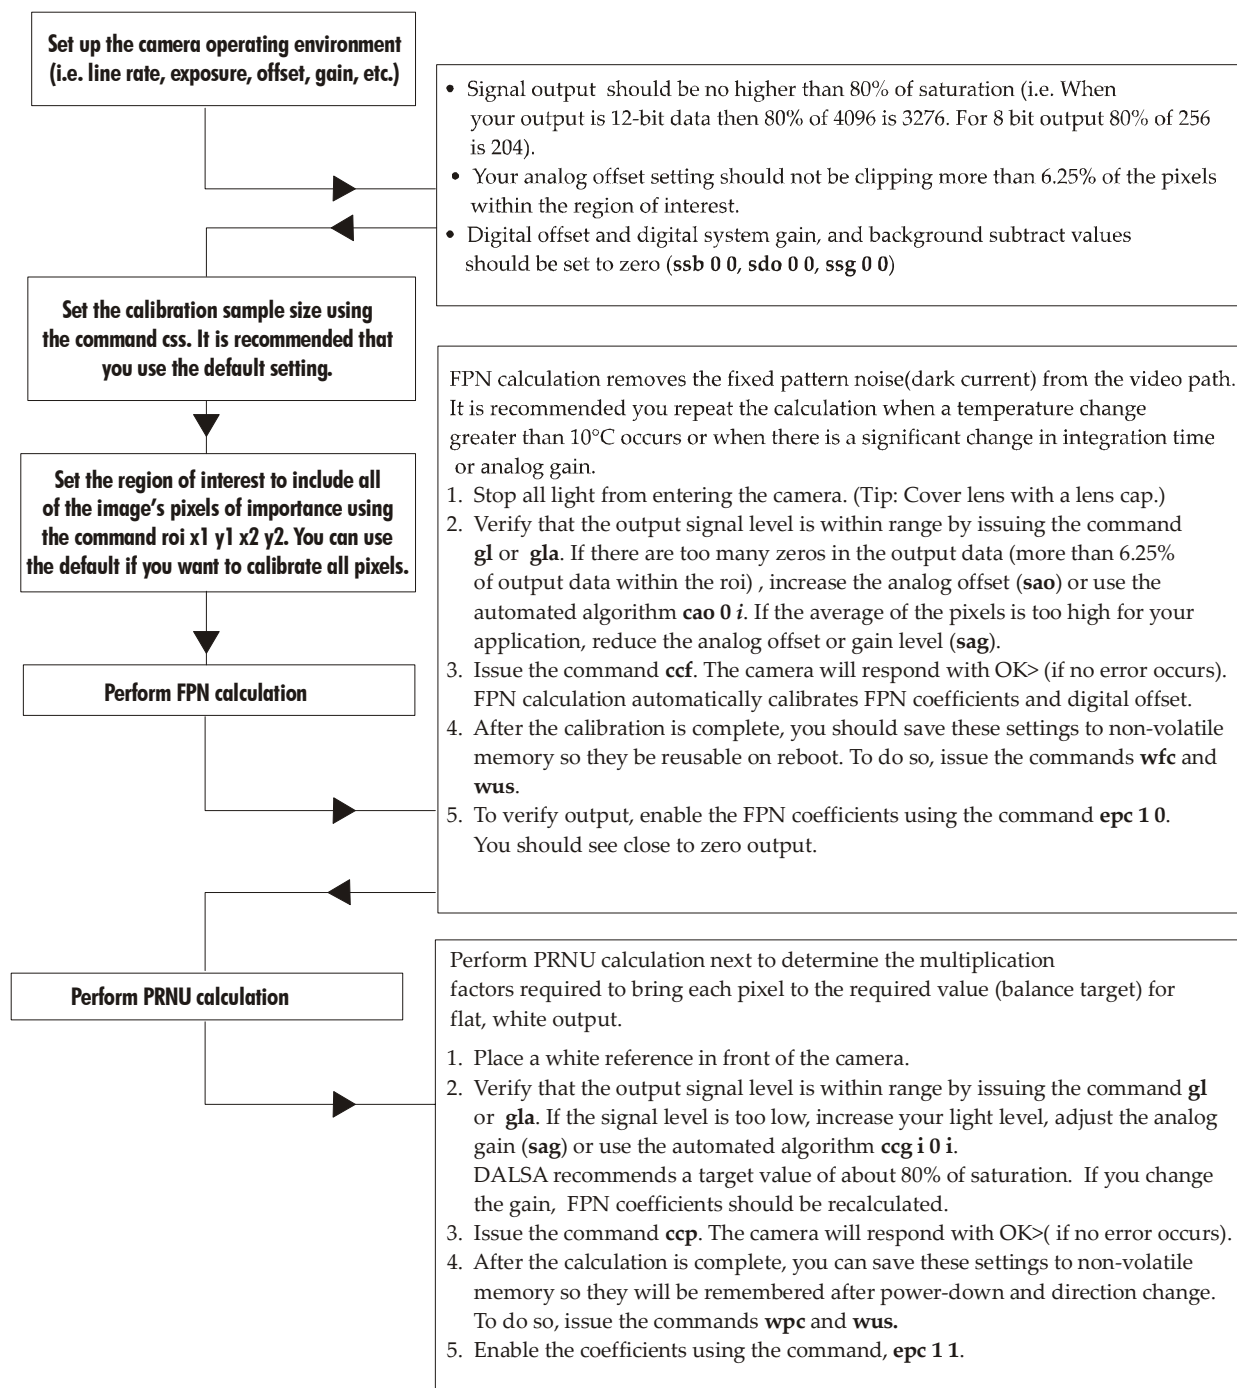 Set up the camera operating environment
(i.e. line rate, exposure, offset, gain, etc.)
• Signal output should be no higher than 80% of saturation (i.e. When
your output is 12-bit data then 80% of 4096 is 3276. For 8 bit output 80% of 256
is 204).
• Your analog offset setting should not be clipping more than 6.25% of the pixels
within the region of interest.
• Digital offset and digital system gain, and background subtract values
should be set to zero (ssb 0 0, sdo 0 0, ssg 0 0)
Set the calibration sample size using
the command css. It is recommended that
you use the default setting.
Set the region of interest to include all
of the image's pixels of importance using
the command roi x1 y1 x2 y2. You can use
the default if you want to calibrate all pixels.
Perform FPN calculation
FPN calculation removes the fixed pattern noise(dark current) from the video path.
It is recommended you repeat the calculation when a temperature change
greater than 10°C occurs or when there is a significant change in integration time
or analog gain.
1. Stop all light from entering the camera. (Tip: Cover lens with a lens cap.)
2. Verify that the output signal level is within range by issuing the command
gl or gla. If there are too many zeros in the output data (more than 6.25%
of output data within the roi) , increase the analog offset (sao) or use the
automated algorithm cao 0 i. If the average of the pixels is too high for your
application, reduce the analog offset or gain level (sag).
3. Issue the command ccf. The camera will respond with OK> (if no error occurs).
FPN calculation automatically calibrates FPN coefficients and digital offset.
4. After the calibration is complete, you should save these settings to non-volatile
memory so they be reusable on reboot. To do so, issue the commands wfc and
wus.
5. To verify output, enable the FPN coefficients using the command epc 1 0.
You should see close to zero output.
Perform PRNU calculation
Perform PRNU calculation next to determine the multiplication
factors required to bring each pixel to the required value (balance target) for
flat, white output.
1. Place a white reference in front of the camera.
2. Verify that the output signal level is within range by issuing the command gl
or gla. If the signal level is too low, increase your light level, adjust the analog
gain (sag) or use the automated algorithm ccg i 0 i.
DALSA recommends a target value of about 80% of saturation. If you change
the gain, FPN coefficients should be recalculated.
3. Issue the command ccp. The camera will respond with OK>( if no error occurs).
4. After the calculation is complete, you can save these settings to non-volatile
memory so they will be remembered after power-down and direction change.
To do so, issue the commands wpc and wus.
5. Enable the coefficients using the command, epc 1 1.